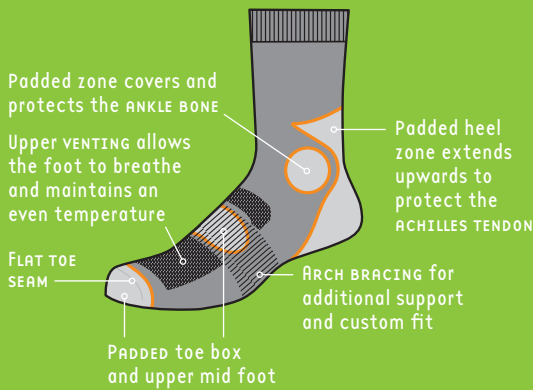 Padded zone covers and
protects the ANKLE BONE
Upper VENTING allows
the foot to breathe
and maintains an
even temperature
FLAT TOE
SEAM
Padded heel
zone extends
upwards to
protect the
ACHILLES TENDON
ARCH BRACING for
additional support
and custom fit
PADDED toe box
and upper mid foot